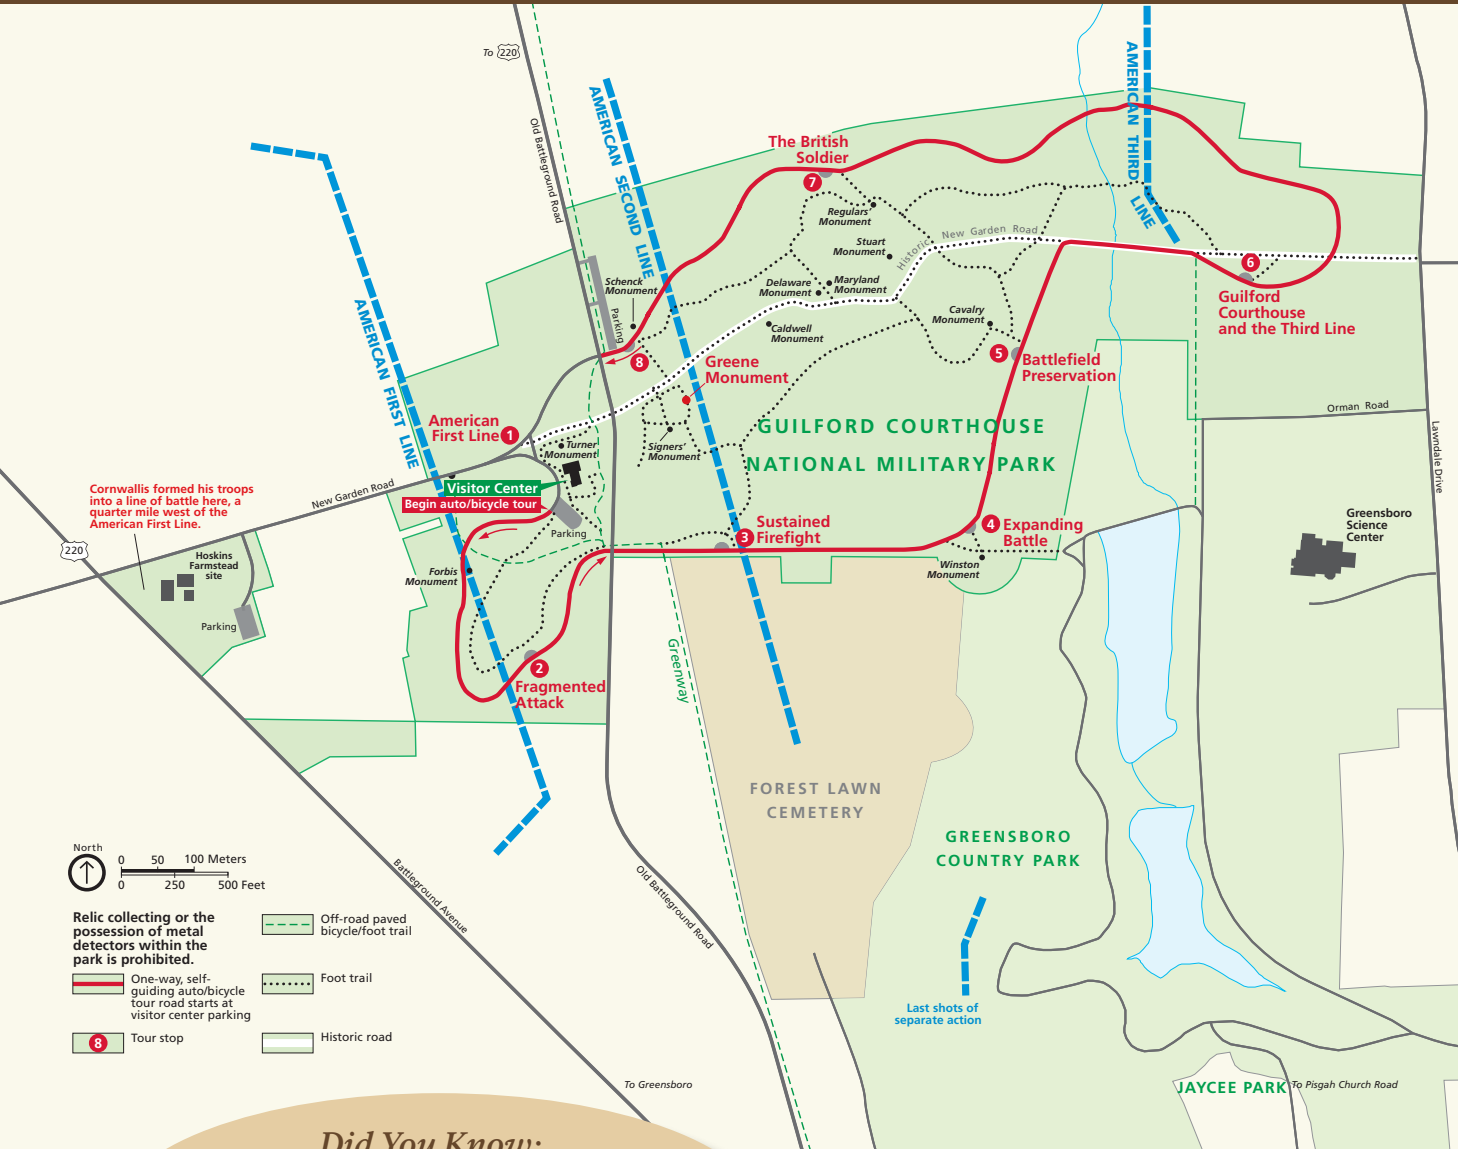 To 220
Old Battleground Road
AMERICAN SECOND LINE
AMERICAN THIRD
LINE
The British
Soldier
7
Regulars'
Monument
Stuart
Monument
Historic New Garden Road
6
Guilford
Courthouse
and the Third Line
Schenck
Monument
Parking
Delaware
Monument
Maryland
Monument
Cavalry
Monument
Caldwell
Monument
8
5
Battlefield
Preservation
Greene
Monument
AMERICAN FIRST LINE
American
First Line
1
Turner
Monument
Signers'
Monument
GUILFORD COURTHOUSE
NATIONAL MILITARY PARK
Orman Road
Lawndale Drive
Visitor Center
Begin auto/bicycle tour
Parking
New Garden Road
Cornwallis formed his troops
into a line of battle here, a
quarter mile west of the
American First Line.
220
Hoskins
Farmstead
site
Parking
3
Sustained
Firefight
4
Expanding
Battle
Winston
Monument
Greensboro
Science
Center
Forbis
Monument
2
Fragmented
Attack
Greenway
FOREST LAWN
CEMETERY
GREENSBORO
COUNTRY PARK
Last shots of
separate action
Battleground Avenue
Old Battleground Road
To Greensboro
JAYCEE PARK
To Pisgah Church Road
North
0 50 100 Meters
0 250 500 Feet
Relic collecting or the
possession of metal
detectors within the
park is prohibited.
One-way, self-
guiding auto/bicycle
tour road starts at
visitor center parking
8
Tour stop
Off-road paved
bicycle/foot trail
Foot trail
Historic road
Did You Know: